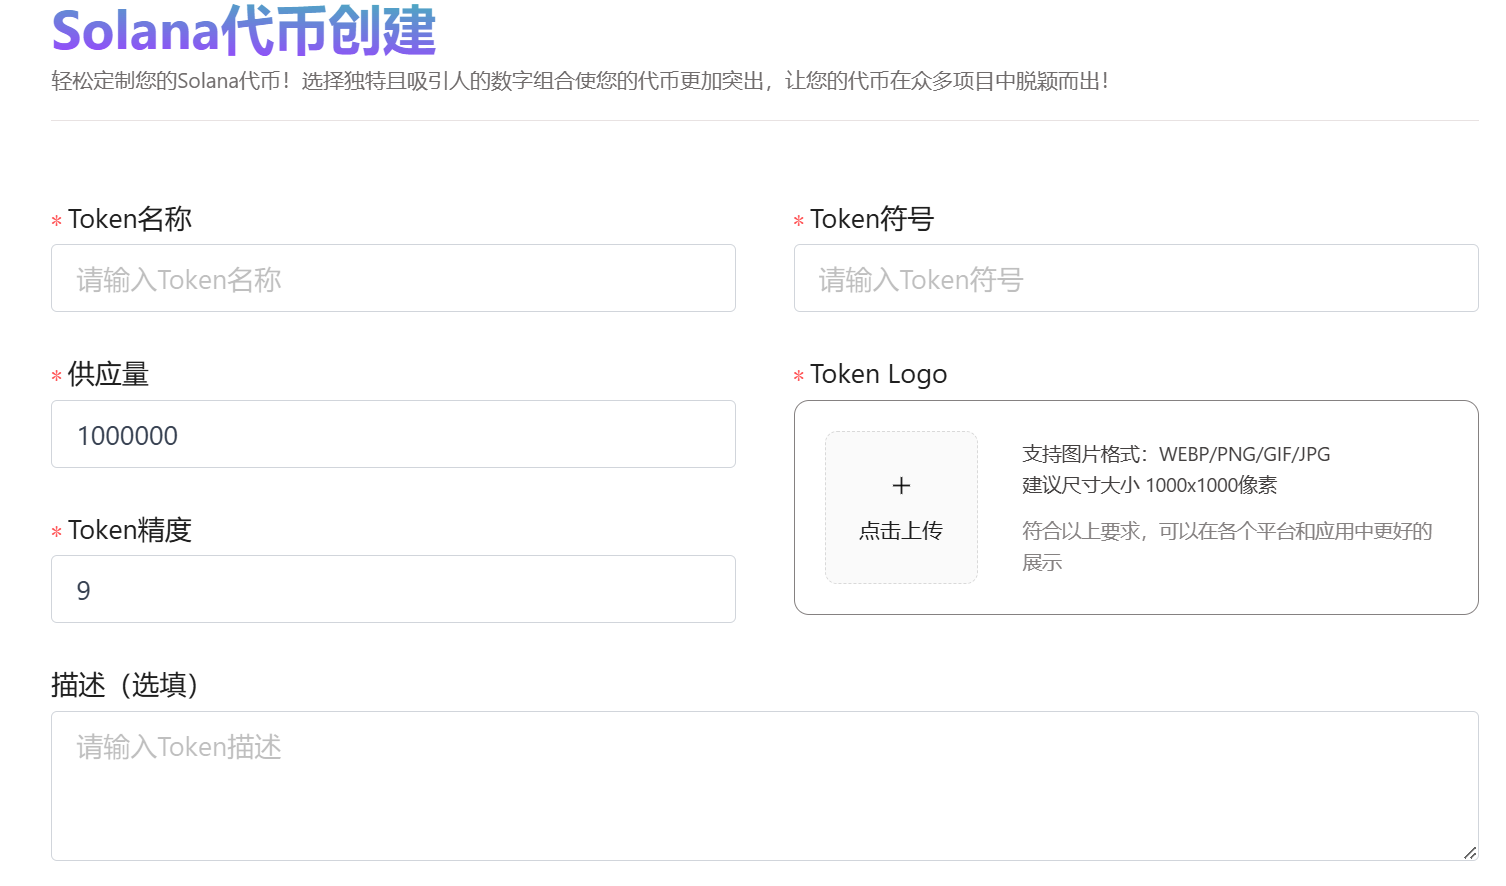 Solana代币创建
轻松定制您的Solana代币！选择独特且吸引人的数字组合使您的代币更加突出，让您的代币在众多项目中脱颖而出！
* Token名称
请输入Token名称
* Token符号
请输入Token符号
* 供应量
1000000
* Token精度
9
* Token Logo
+
点击上传
支持图片格式：WEBP/PNG/GIF/JPG
建议尺寸大小 1000x1000像素
符合以上要求，可以在各个平台和应用中更好的
展示
描述（选填）
请输入Token描述